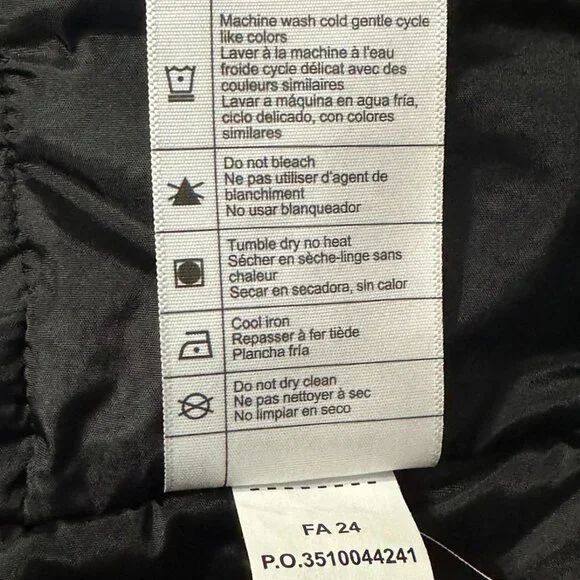 Machine wash cold gentle cycle
like colors
Laver à la machine à l'eau
froide cycle délicat avec des
couleurs similaires
Lavar a máquina en agua fría,
ciclo delicado, con colores
similares
Do not bleach
Ne pas utiliser d'agent de
blanchiment
No usar blanqueador
Tumble dry no heat
Sécher en sèche-linge sans
chaleur
Secar en secadora, sin calor
Cool iron
Repasser à fer tiède
Plancha fría
Do not dry clean
Ne pas nettoyer à sec
No limpiar en seco
FA 24
P.O.3510044241